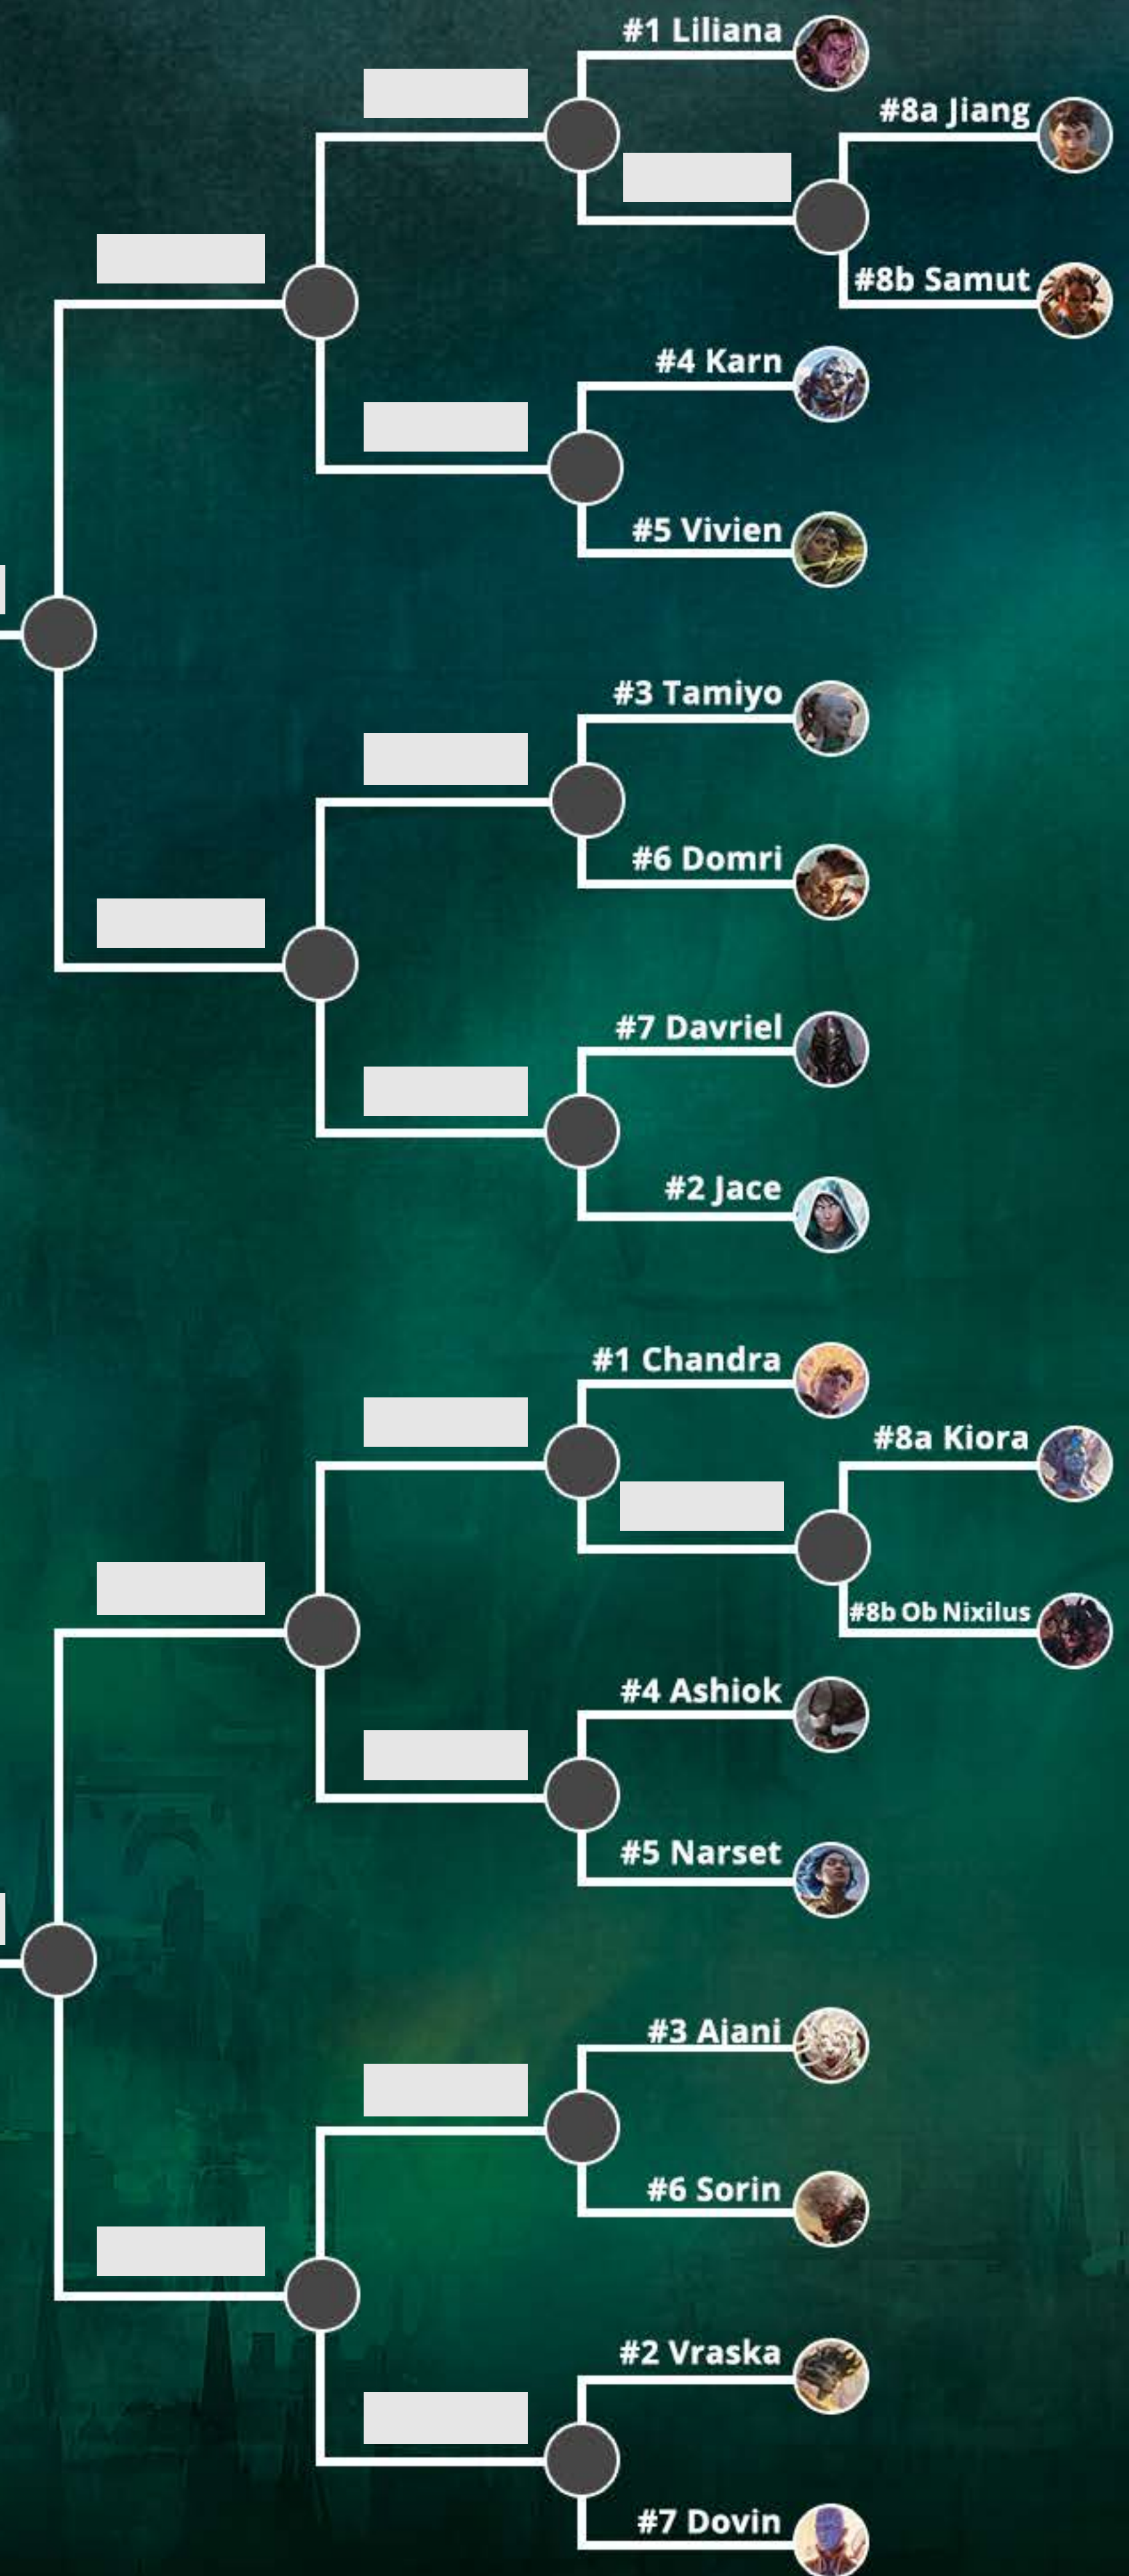 #1 Liliana
#8a Jiang
#8b Samut
#4 Karn
#5 Vivien
#3 Tamiyo
#6 Domri
#7 Davriel
#2 Jace
#1 Chandra
#8a Kiora
#8b Ob Nixilus
#4 Ashiok
#5 Narset
#3 Ajani
#6 Sorin
#2 Vraska
#7 Dovin